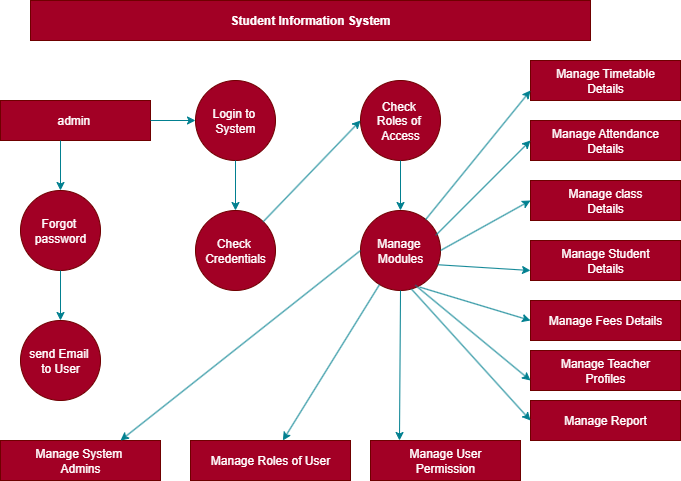 Student Information System
Manage Timetable
Details
Login to
System
Check
Roles of
Access
admin
Manage Attendance
Details
Manage class
Details
Forgot
password
Check
Credentials
Manage
Modules
Manage Student
Details
Manage Fees Details
send Email
to User
Manage Teacher
Profiles
Manage Report
Manage System
Admins
Manage Roles of User
Manage User
Permission